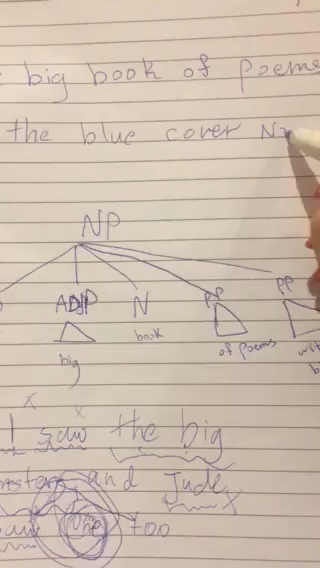 big book of poems
the blue cover
NP
ADJP N PP PP
big book of poems
I saw the big
and Jude
One too